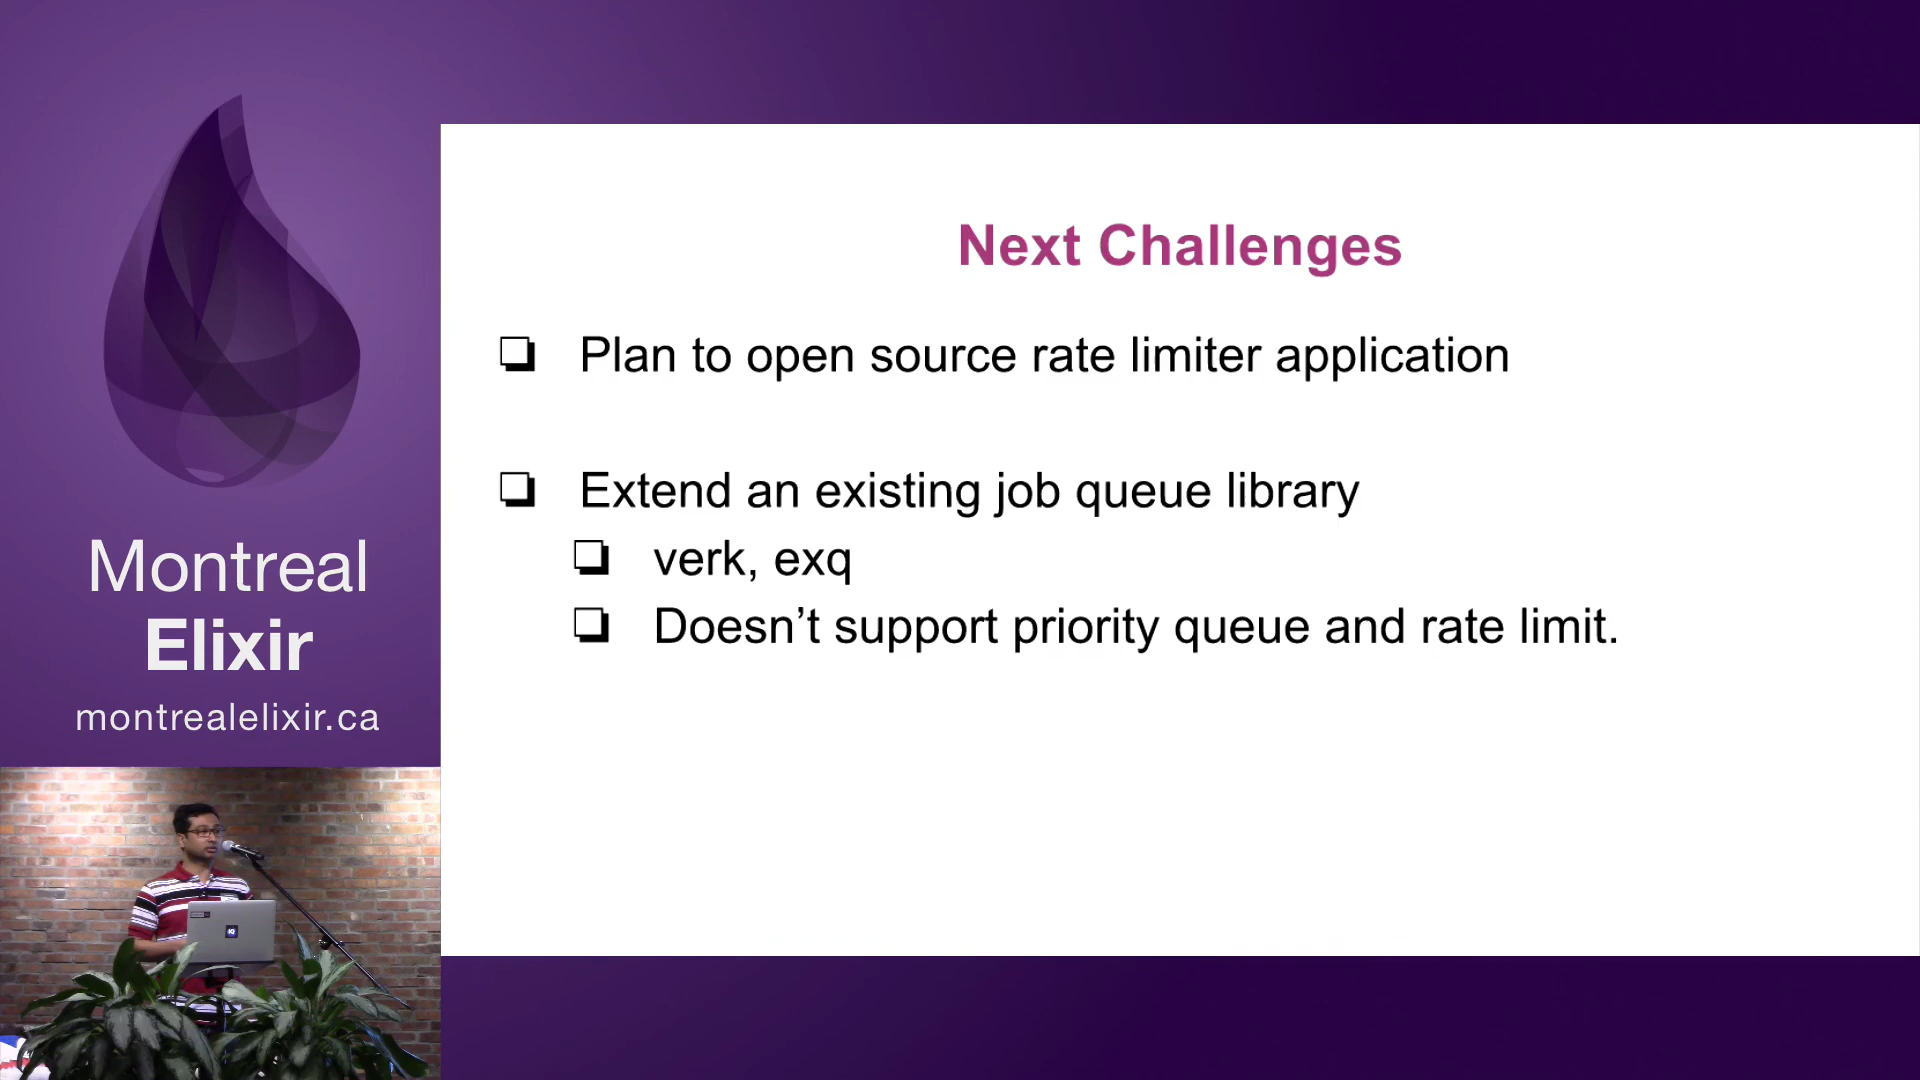 Montreal
Elixir
montrealelixir.ca
Next Challenges
Plan to open source rate limiter application
Extend an existing job queue library
verk, exq
Doesn’t support priority queue and rate limit.